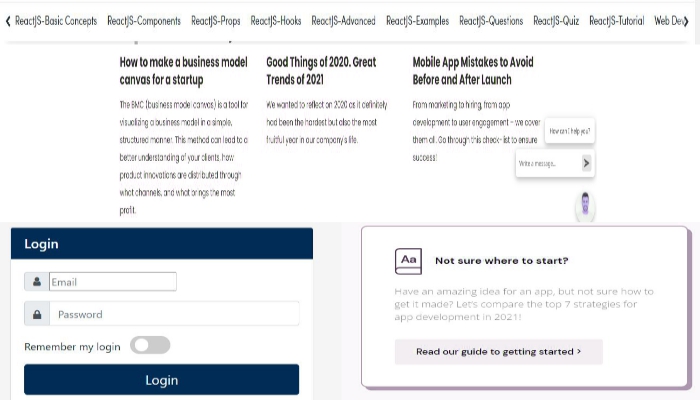 ReactJS-Basic Concepts ReactJS-Components ReactJS-Props ReactJS-Hooks ReactJS-Advanced ReactJS-Examples ReactJS-Questions ReactJS-Quiz ReactJS-Tutorial Web Dev
How to make a business model
canvas for a startup
The BMC (business model canvas) is a tool for
visualizing a business model in a simple,
structured manner. This method can lead to a
better understanding of your clients, how
product innovations are distributed through
what channels, and what brings the most
profit.
Good Things of 2020, Great
Trends of 2021
We wanted to reflect on 2020 as it definitely
had been the hardest but also the most
fruitful year in our company's life.
Mobile App Mistakes to Avoid
Before and After Launch
From marketing to hiring, from app
development to user engagement - we cover
them all. Go through this check-list to ensure
success!
How can I help you?
Write a message...
Login
Email
Password
Remember my login
Login
Aa
Not sure where to start?
Have an amazing idea for an app, but not sure how to
get it made? Let's compare the top 7 strategies for
app development in 2021!
Read our guide to getting started >